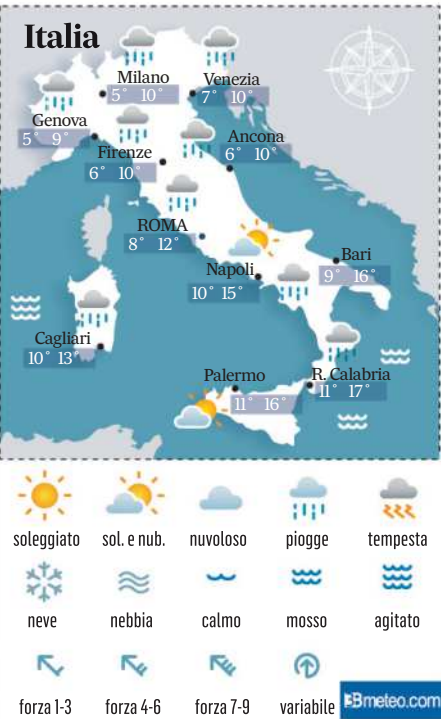 Italia
Milano
5° 10°
Venezia
7° 10°
Genova
5° 9°
Firenze
6° 10°
Ancona
6° 10°
ROMA
8° 12°
Napoli
10° 15°
Bari
9° 16°
Cagliari
10° 13°
Palermo
11° 16°
R. Calabria
11° 17°
soleggiato sol. e nub. nuvoloso piogge tempesta
neve nebbia calmo mosso agitato
forza 1-3 forza 4-6 forza 7-9 variabile
3Bmeteo.com